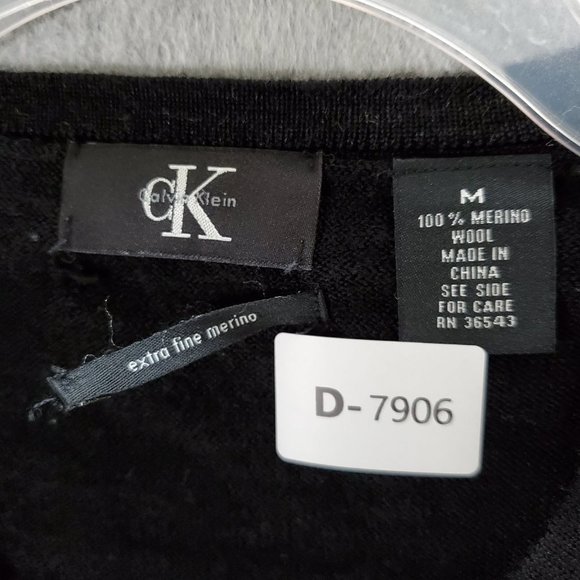 cK
Calvin Klein
M
100 % MERINO
WOOL
MADE IN
CHINA
SEE SIDE
FOR CARE
RN 36543
extra fine merino
D-7906